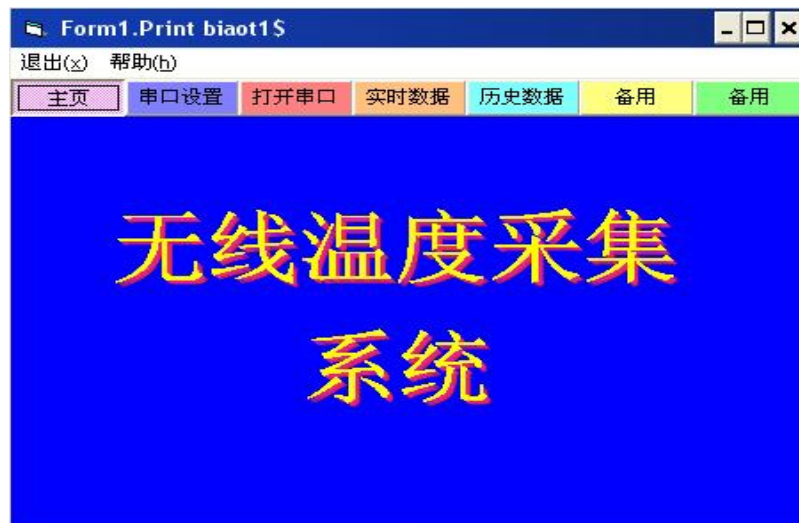 Form1.Print biaot1$
退出(x) 帮助(h)
主页 串口设置 打开串口 实时数据 历史数据 备用 备用
无线温度采集
系统